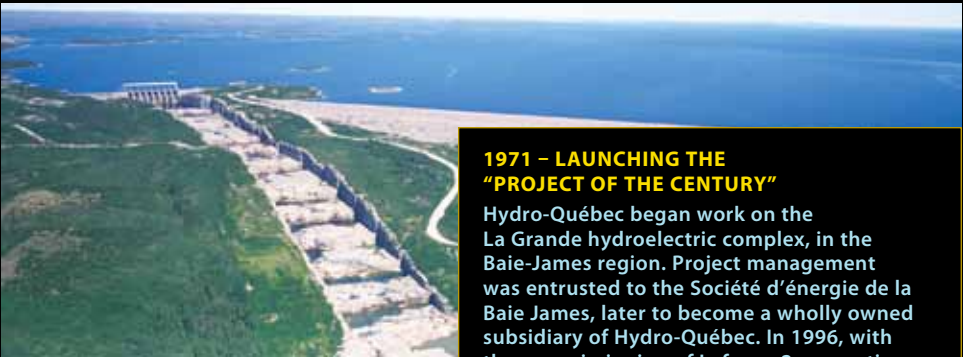 1971 – LAUNCHING THE
“PROJECT OF THE CENTURY”
Hydro-Québec began work on the
La Grande hydroelectric complex, in the
Baie-James region. Project management
was entrusted to the Société d’énergie de la
Baie James, later to become a wholly owned
subsidiary of Hydro-Québec. In 1996, with